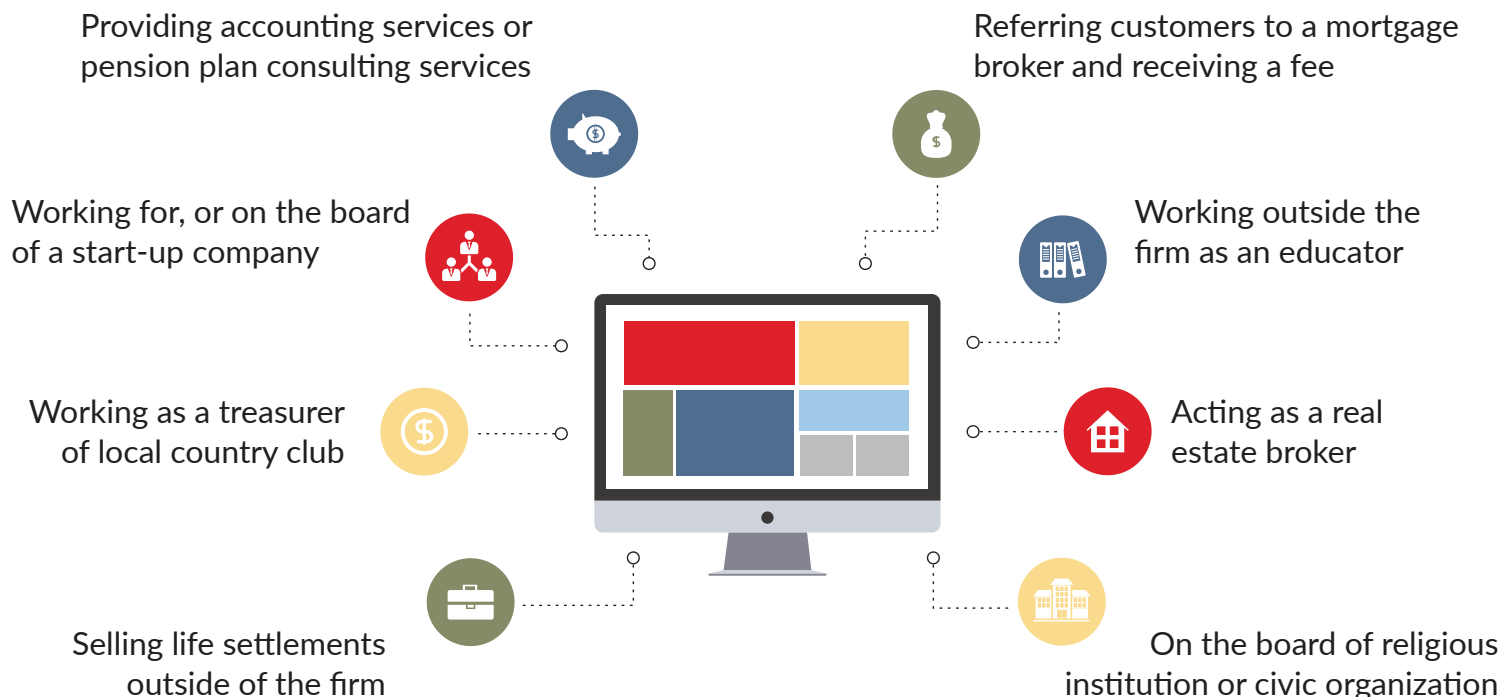 Providing accounting services or
pension plan consulting services
Referring customers to a mortgage
broker and receiving a fee
Working for, or on the board
of a start-up company
Working outside the
firm as an educator
Working as a treasurer
of local country club
Acting as a real
estate broker
Selling life settlements
outside of the firm
On the board of religious
institution or civic organization